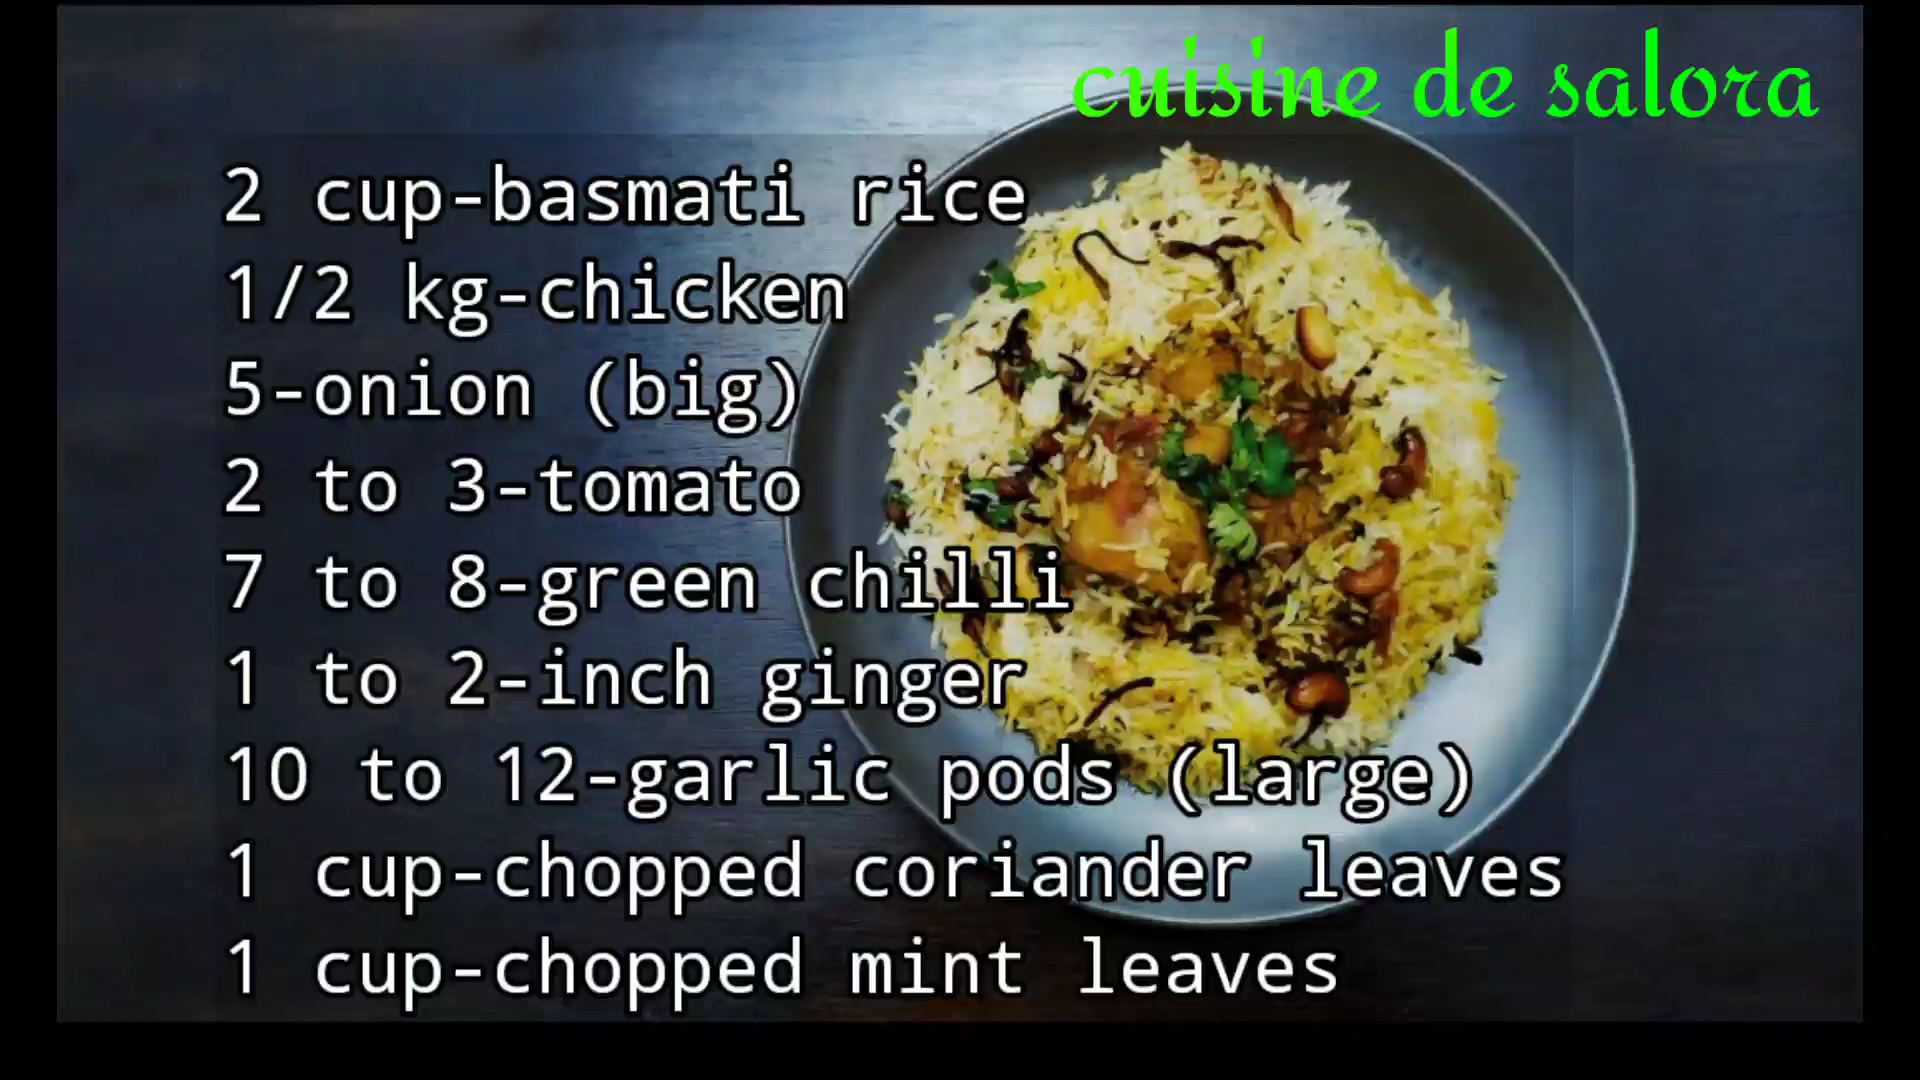 cuisine de salora
2 cup-basmati rice
1/2 kg-chicken
5-onion (big)
2 to 3-tomato
7 to 8-green chilli
1 to 2-inch ginger
10 to 12-garlic pods (large)
1 cup-chopped coriander leaves
1 cup-chopped mint leaves